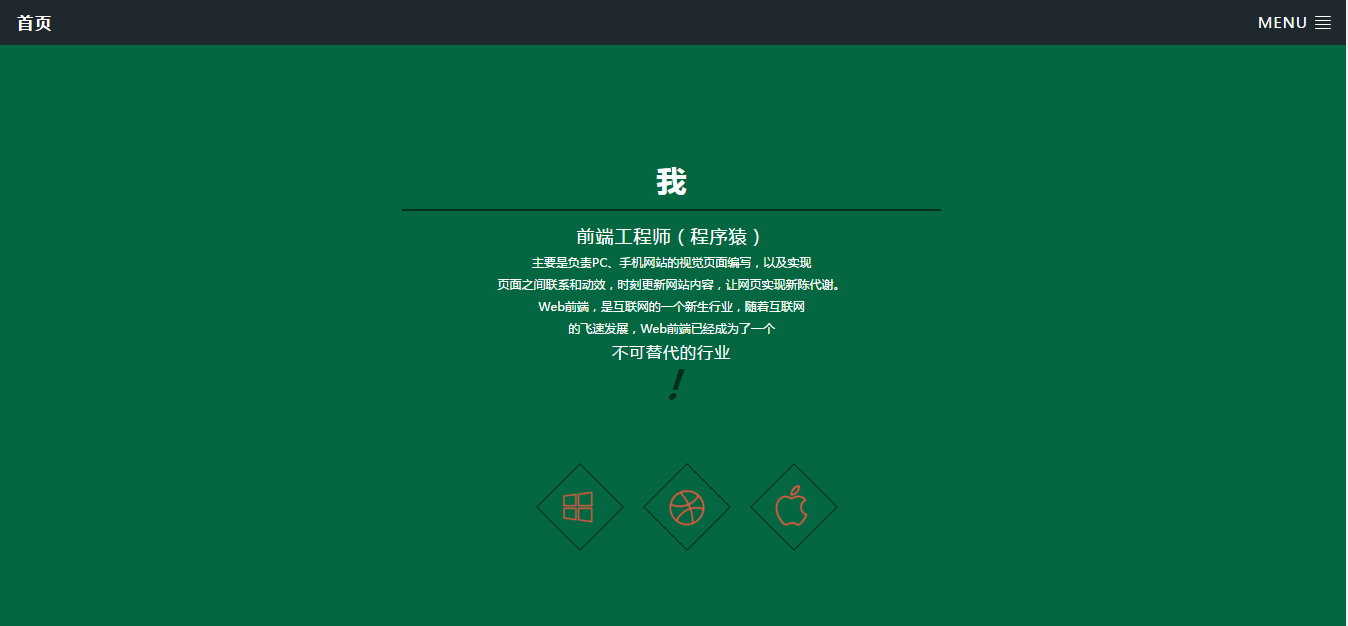 首页
MENU
我
前端工程师（程序猿）
主要是负责PC、手机网站的视觉页面编写，以及实现
页面之间联系和动效，时刻更新网站内容，让网页实现新陈代谢。
Web前端，是互联网的一个新生行业，随着互联网
的飞速发展，Web前端已经成为了一个
不可替代的行业
！